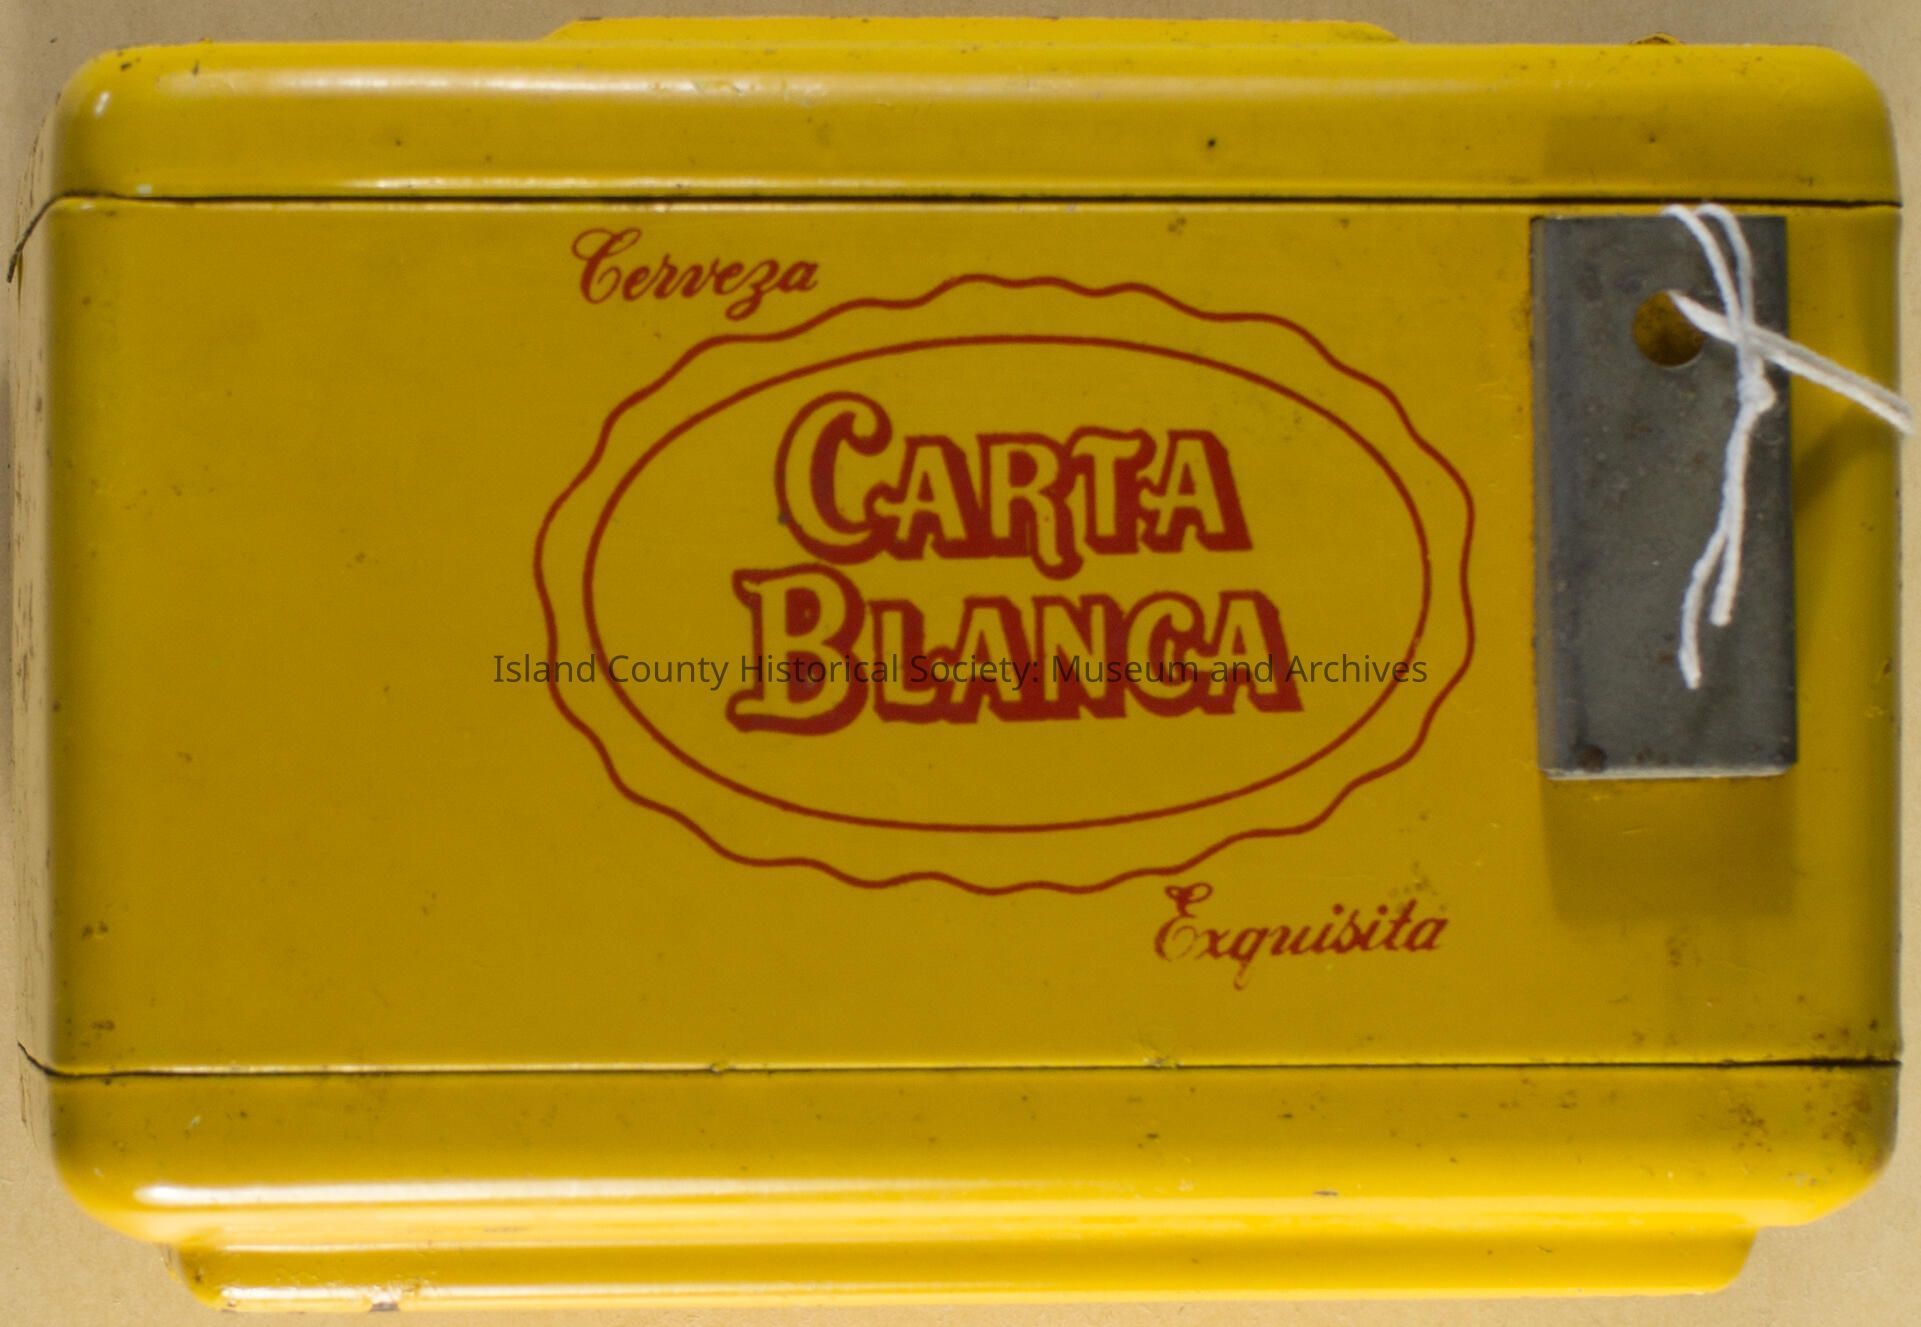 Cerveza
CARTA
BLANCA
Island County Historical Society: Museum and Archives
Exquisita